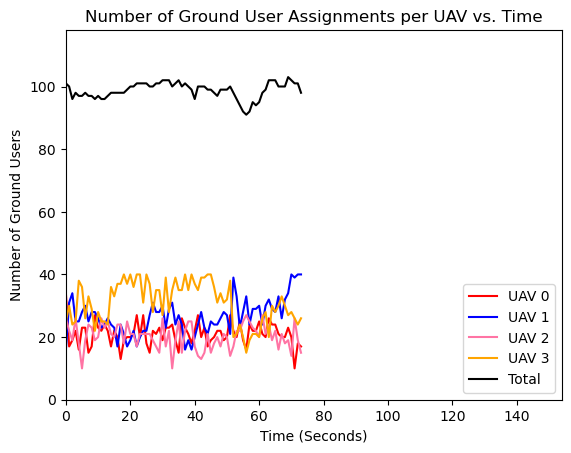 Number of Ground User Assignments per UAV vs. Time
Number of Ground Users
100
80
60
40
20
0
0 20 40 60 80 100 120 140
Time (Seconds)
UAV 0
UAV 1
UAV 2
UAV 3
Total